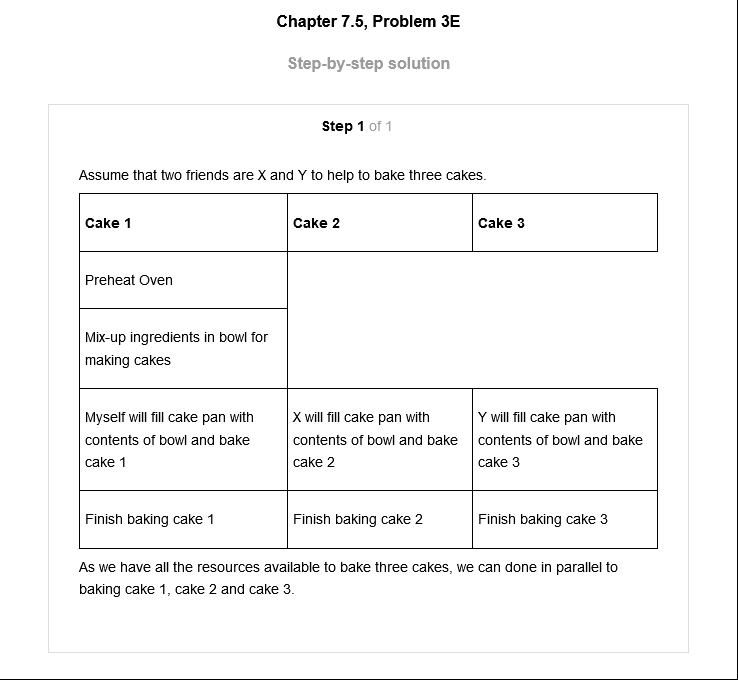 Chapter 7.5, Problem 3E
Step-by-step solution
Step 1 of 1
Assume that two friends are X and Y to help to bake three cakes.
Cake 1
Cake 2
Cake 3
Preheat Oven
Mix-up ingredients in bowl for
making cakes
Myself will fill cake pan with
contents of bowl and bake
cake 1
X will fill cake pan with
contents of bowl and bake
cake 2
Y will fill cake pan with
contents of bowl and bake
cake 3
Finish baking cake 1
Finish baking cake 2
Finish baking cake 3
As we have all the resources available to bake three cakes, we can done in parallel to
baking cake 1, cake 2 and cake 3.